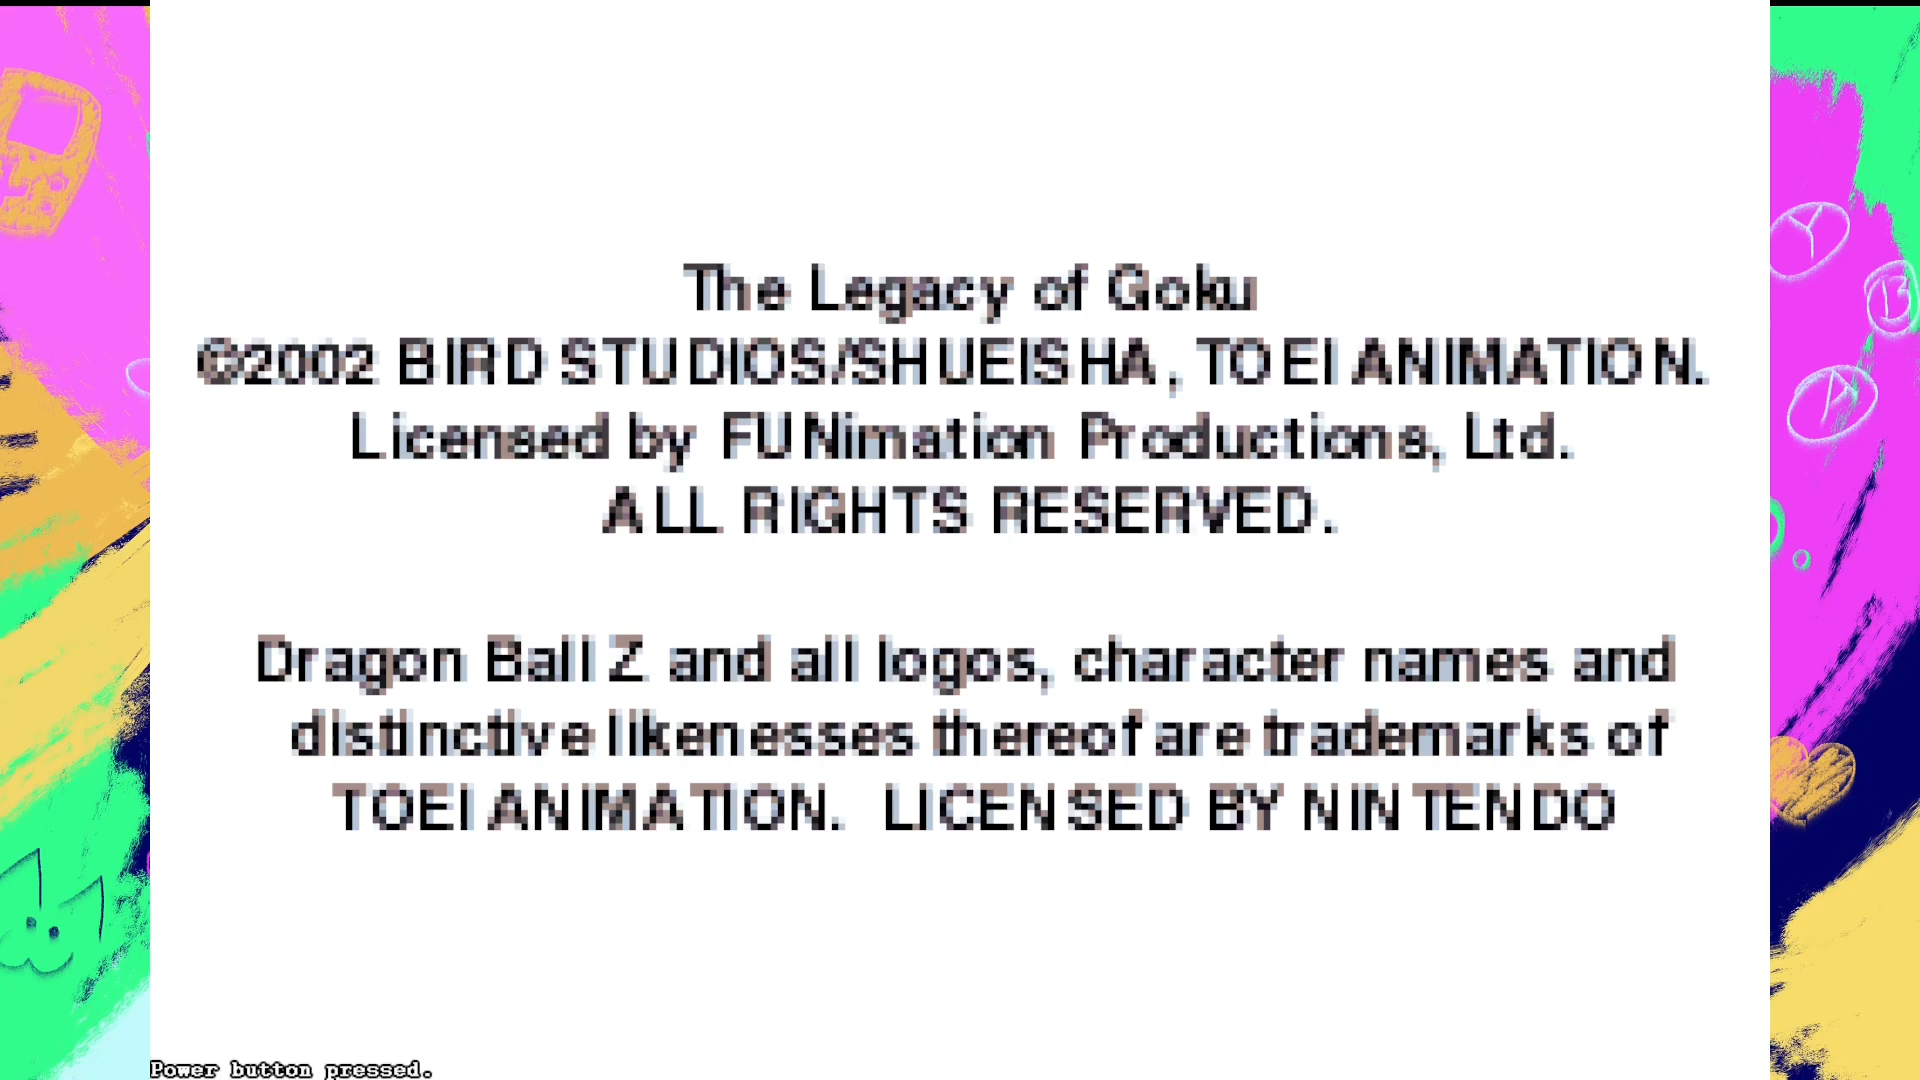 The Legacy of Goku
©2002 BIRD STUDIOS/SHUEISHA, TOEI ANIMATION.
Licensed by FUNimation Productions, Ltd.
ALL RIGHTS RESERVED.
Dragon Ball Z and all logos, character names and
distinctive likenesses thereof are trademarks of
TOEI ANIMATION. LICENSED BY NINTENDO
Y
B
A
Power button pressed.